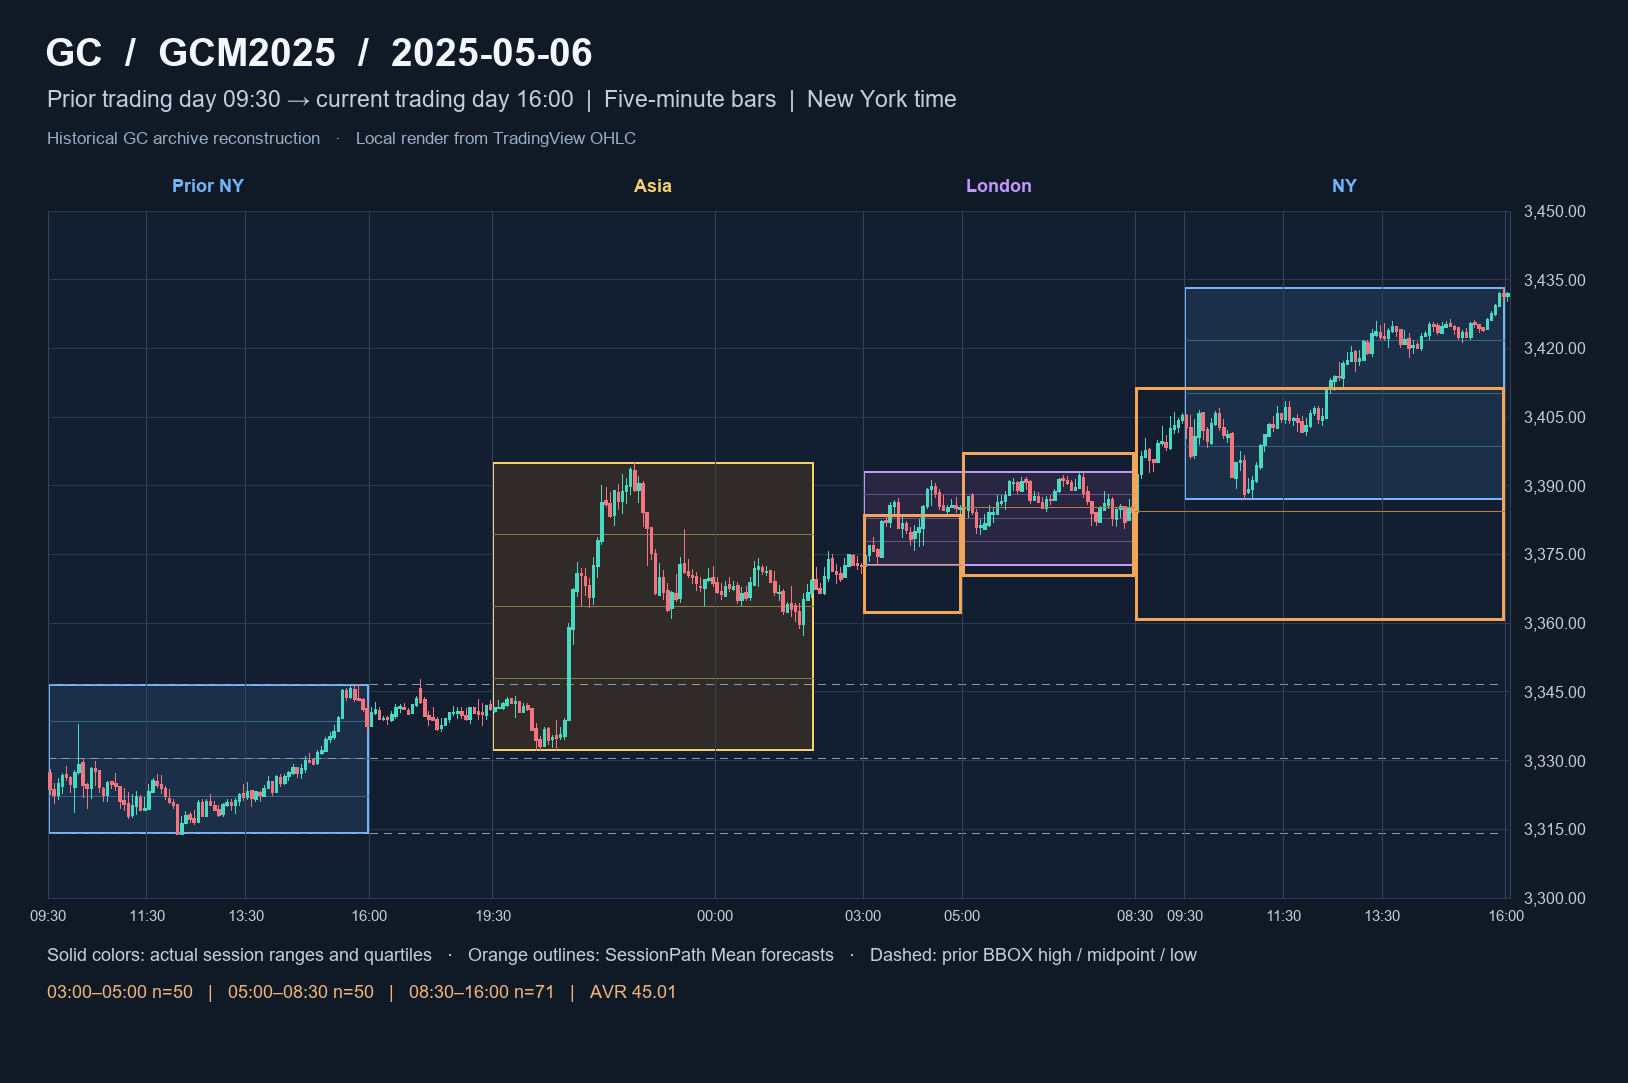 GC / GCM2025 / 2025-05-06
Prior trading day 09:30 → current trading day 16:00 | Five-minute bars | New York time
Historical GC archive reconstruction · Local render from TradingView OHLC
Prior NY Asia London NY
3,450.00
3,435.00
3,420.00
3,405.00
3,390.00
3,375.00
3,360.00
3,345.00
3,330.00
3,315.00
3,300.00
09:30 11:30 13:30 16:00 19:30 00:00 03:00 05:00 08:30 09:30 11:30 13:30 16:00
Solid colors: actual session ranges and quartiles · Orange outlines: SessionPath Mean forecasts · Dashed: prior BBOX high / midpoint / low
03:00–05:00 n=50 | 05:00–08:30 n=50 | 08:30–16:00 n=71 | AVR 45.01